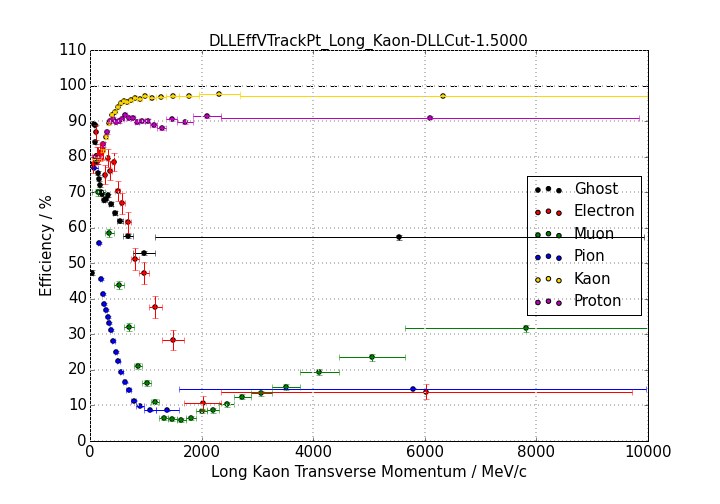 DLLEffVTrackPt_Long_Kaon-DLLCut-1.5000
Efficiency / %
110
100
90
80
70
60
50
40
30
20
10
0
Ghost
Electron
Muon
Pion
Kaon
Proton
0 2000 4000 6000 8000 10000
Long Kaon Transverse Momentum / MeV/c